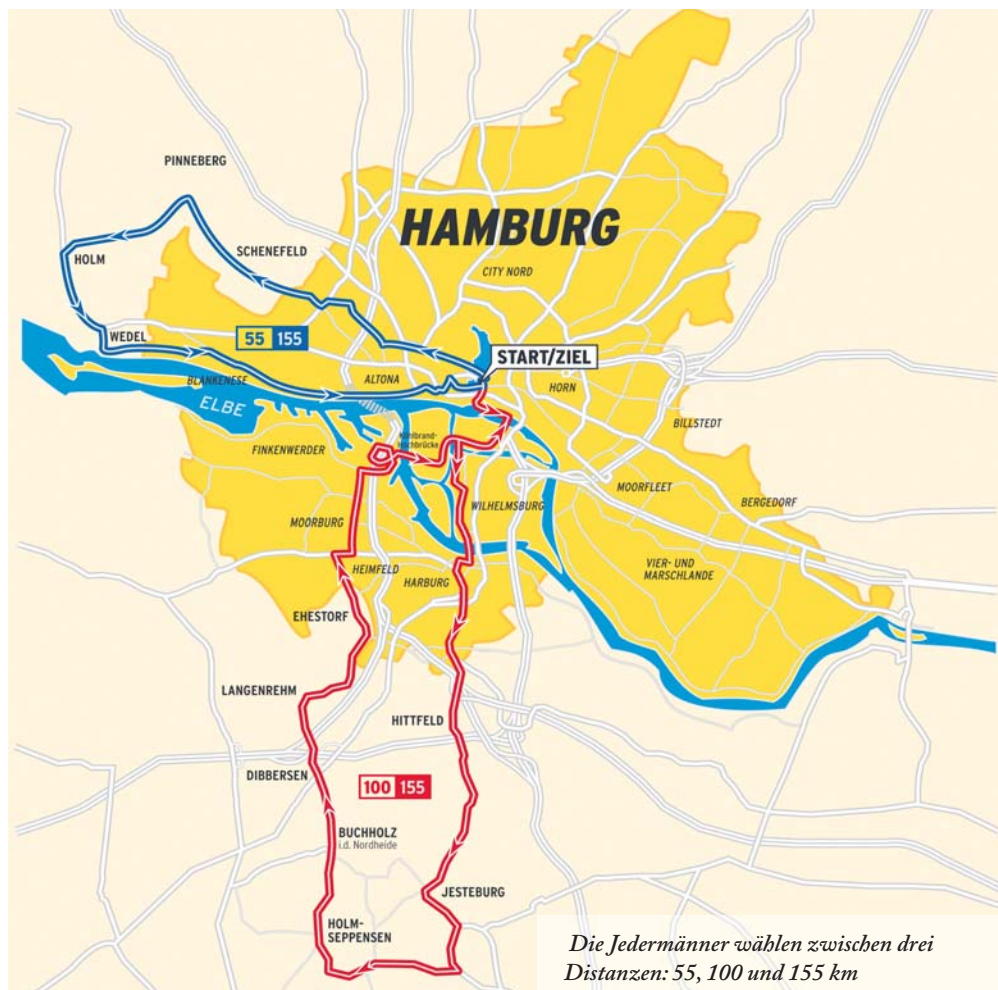 PINNEBERG
HAMBURG
SCHENEFELD
HOLM
CITY NORD
WEDEL
55 155
START/ZIEL
BLANKENESE
ALTONA
HORN
ELBE
BILLSTEDT
Köhlbrand-
hochbrücke
FINKENWERDER
MOORFLEET
WILHELMSBURG
BERGEDORF
MOORBURG
HEIMFELD
HARBURG
VIER- UND
MARSCHLANDE
EHESTORF
LANGENREHM
HITTFELD
DIBBERSEN
100 155
BUCHHOLZ
i.d. Nordheide
JESTEBURG
HOLM-
SEPPENSEN
Die Jedermänner wählen zwischen drei
Distanzen: 55, 100 und 155 km